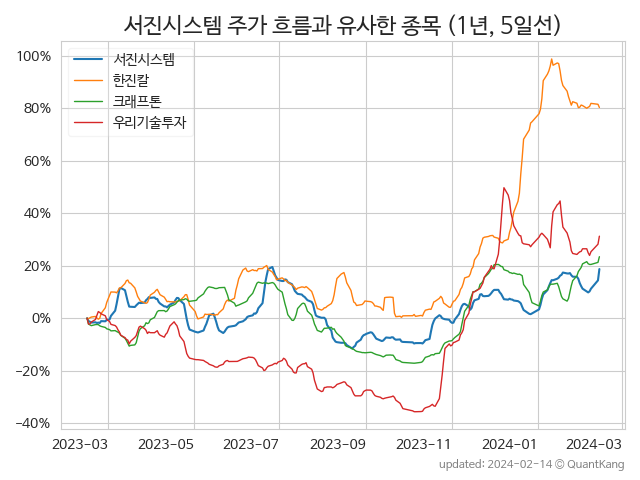 서진시스템 주가 흐름과 유사한 종목 (1년, 5일선)
서진시스템
한진칼
크래프톤
우리기술투자
100%
80%
60%
40%
20%
0%
−20%
−40%
2023-03
2023-05
2023-07
2023-09
2023-11
2024-01
2024-03
updated: 2024-02-14 © QuantKang